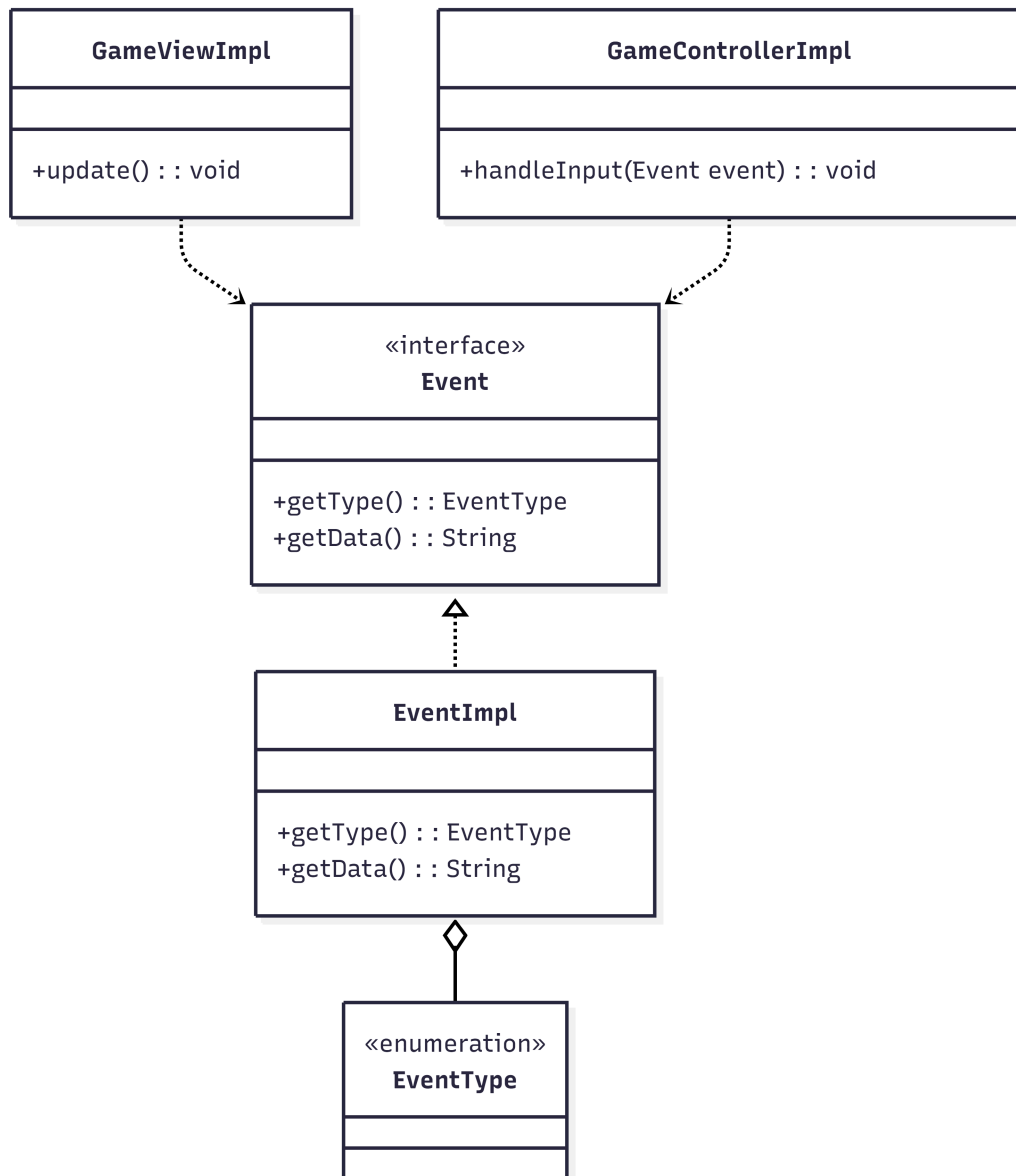 GameViewImpl
+update() : : void
GameControllerImpl
+handleInput(Event event) : : void
«interface»
Event
+getType() : : EventType
+getData() : : String
EventImpl
+getType() : : EventType
+getData() : : String
«enumeration»
EventType